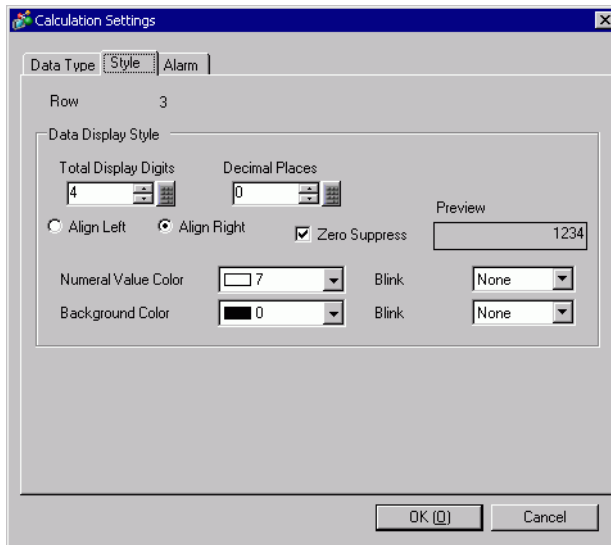 Calculation Settings
Data Type Style Alarm
Row 3
Data Display Style
Total Display Digits Decimal Places
4 0
Preview
Align Left Align Right Zero Suppress 1234
Numeral Value Color 7 Blink None
Background Color 0 Blink None
OK (O) Cancel